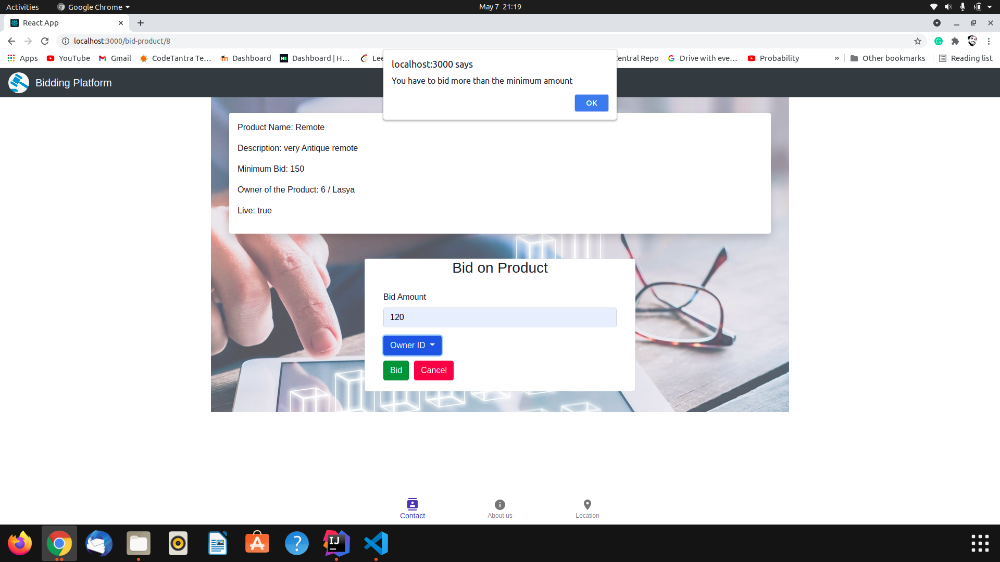 Activities
Google Chrome
May 7 21:19
React App
localhost:3000/bid-product/8
Apps
YouTube
Gmail
CodeTantra Te...
Dashboard
Dashboard | H...
Central Repo
Drive with eve...
Probability
»
Other bookmarks
Reading list
localhost:3000 says
You have to bid more than the minimum amount
OK
Bidding Platform
Product Name: Remote
Description: very Antique remote
Minimum Bid: 150
Owner of the Product: 6 / Lasya
Live: true
Bid on Product
Bid Amount
120
Owner ID
Bid
Cancel
Contact
About us
Location
IJ